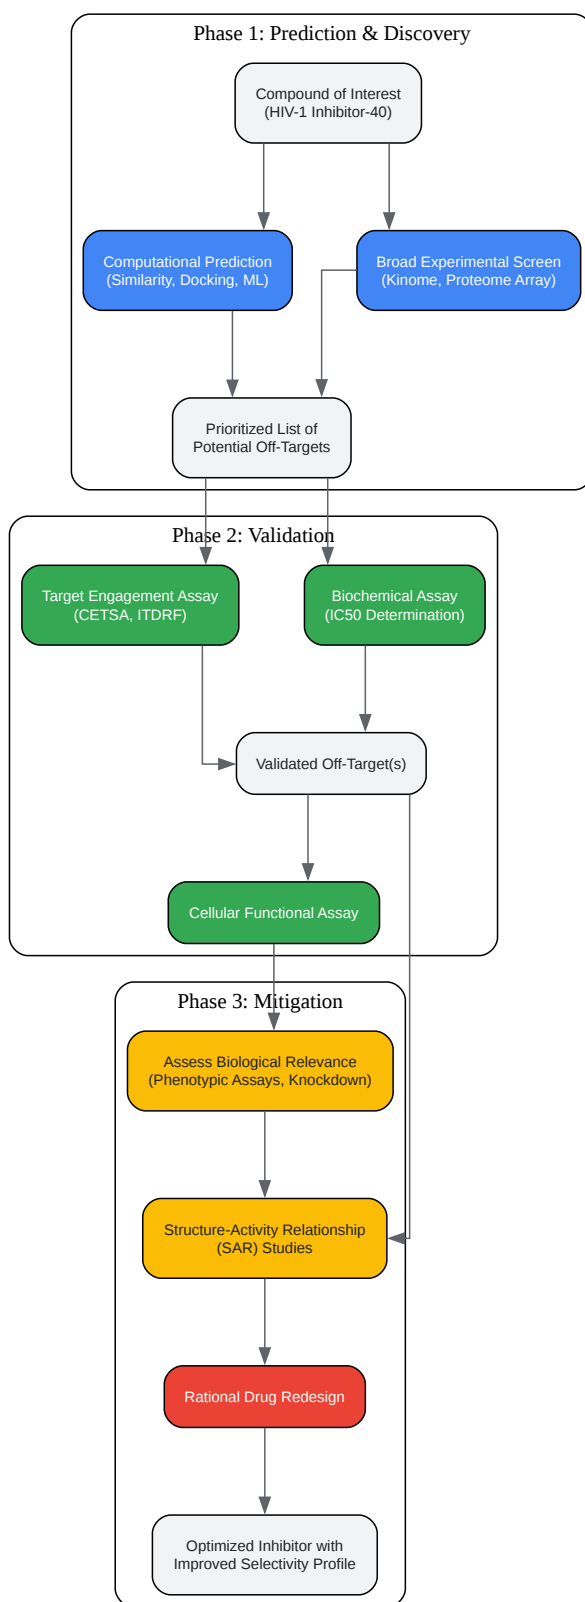 Phase 1: Prediction & Discovery
Compound of Interest
(HIV-1 Inhibitor-40)
Computational Prediction
(Similarity, Docking, ML)
Broad Experimental Screen
(Kinome, Proteome Array)
Prioritized List of
Potential Off-Targets
Phase 2: Validation
Target Engagement Assay
(CETSA, ITDRF)
Biochemical Assay
(IC50 Determination)
Validated Off-Target(s)
Cellular Functional Assay
Phase 3: Mitigation
Assess Biological Relevance
(Phenotypic Assays, Knockdown)
Structure-Activity Relationship
(SAR) Studies
Rational Drug Redesign
Optimized Inhibitor with
Improved Selectivity Profile